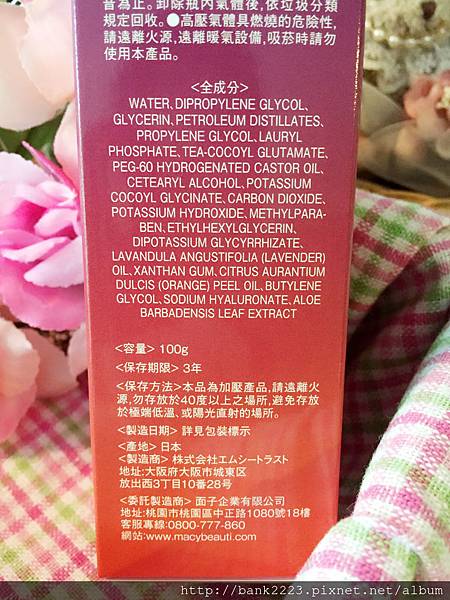 音為止。卸除瓶內氣體後，依垃圾分類
規定回收。●高壓氣體具燃燒的危險性，
請遠離火源，遠離暖氣設備，吸菸時請勿
使用本產品。
<全成分>
WATER、DIPROPYLENE GLYCOL、
GLYCERIN、PETROLEUM DISTILLATES、
PROPYLENE GLYCOL、LAURYL
PHOSPHATE、TEA-COCOYL GLUTAMATE、
PEG-60 HYDROGENATED CASTOR OIL、
CETEARYL ALCOHOL、POTASSIUM
COCOYL GLYCINATE、CARBON DIOXIDE、
POTASSIUM HYDROXIDE、METHYLPARA-
BEN、ETHYLHEXYLGLYCERIN、
DIPOTASSIUM GLYCYRRHIZATE、
LAVANDULA ANGUSTIFOLIA (LAVENDER)
OIL、XANTHAN GUM、CITRUS AURANTIUM
DULCIS (ORANGE) PEEL OIL、BUTYLENE
GLYCOL、SODIUM HYALURONATE、ALOE
BARBADENSIS LEAF EXTRACT
<容量> 100g
<保存期限> 3年
<保存方法>本品為加壓產品，請遠離火
源，勿存放於40度以上之場所，避免存放
於極端低溫、或陽光直射的場所。
<製造日期> 詳見包裝標示
<產地> 日本
<製造商> 株式会社エムシートラスト
地址:大阪府大阪市城東区
放出西3丁目10番28号
<委託製造商> 面子企業有限公司
地址:桃園市桃園區中正路1080號18樓
客服專線:0800-777-860
網站:www.macybeauti.com
http://bank2223.pixnet.net/album